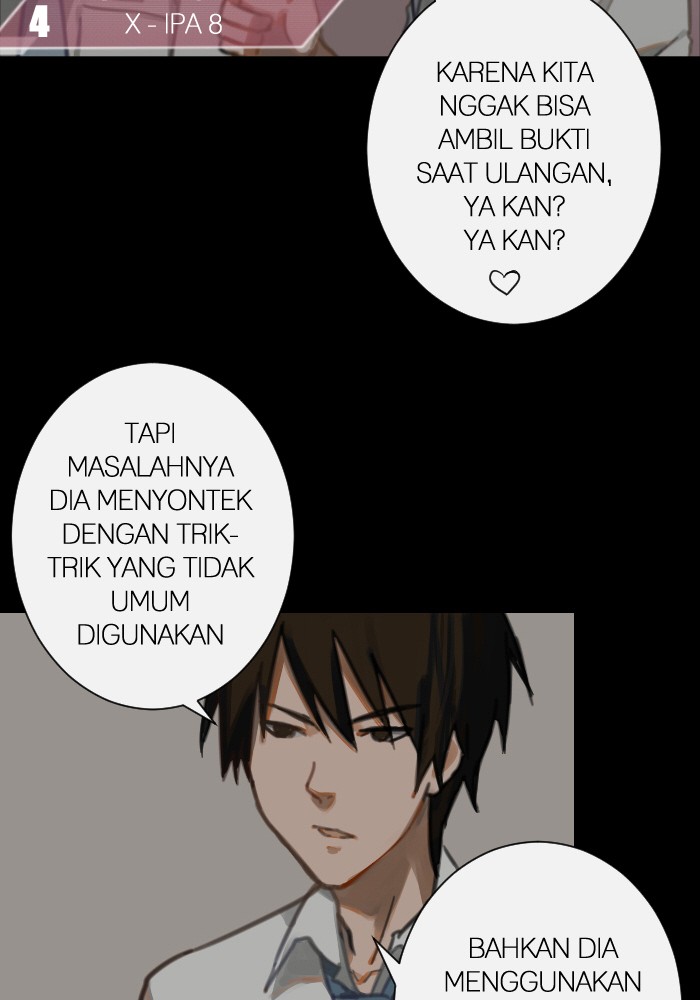 4
X - IPA 8
KARENA KITA
NGGAK BISA
AMBIL BUKTI
SAAT ULANGAN,
YA KAN?
YA KAN?
♡
TAPI
MASALAHNYA
DIA MENYONTEK
DENGAN TRIK-
TRIK YANG TIDAK
UMUM
DIGUNAKAN
BAHKAN DIA
MENGGUNAKAN